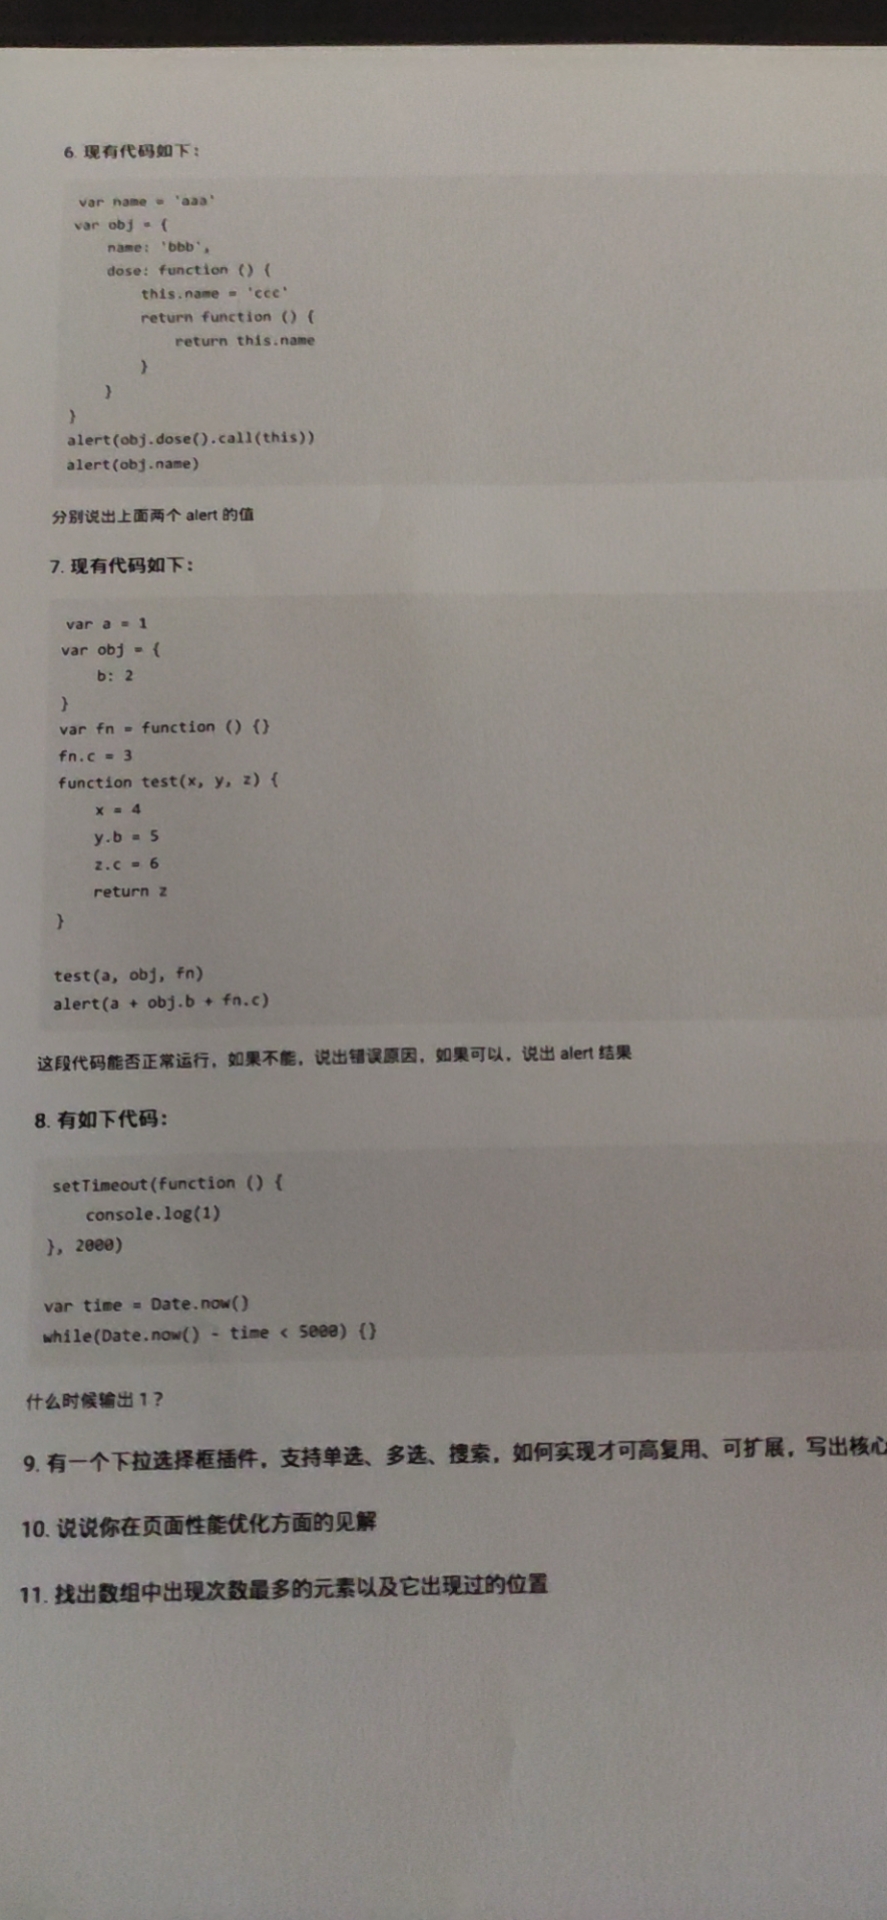 6. 现有代码如下：
var name = 'aaa'
var obj = {
    name: 'bbb',
    dose: function () {
        this.name = 'ccc'
        return function () {
            return this.name
        }
    }
}
alert(obj.dose().call(this))
alert(obj.name)
分别说出上面两个 alert 的值
7. 现有代码如下：
var a = 1
var obj = {
    b: 2
}
var fn = function () {}
fn.c = 3
function test(x, y, z) {
    x = 4
    y.b = 5
    z.c = 6
    return z
}
test(a, obj, fn)
alert(a + obj.b + fn.c)
这段代码能否正常运行，如果不能，说出错误原因，如果可以，说出 alert 结果
8. 有如下代码：
setTimeout(function () {
    console.log(1)
}, 2000)
var time = Date.now()
while(Date.now() - time < 5000) {}
什么时候输出 1？
9. 有一个下拉选择框插件，支持单选、多选、搜索，如何实现才可高复用、可扩展，写出核心
10. 说说你在页面性能优化方面的见解
11. 找出数组中出现次数最多的元素以及它出现过的位置